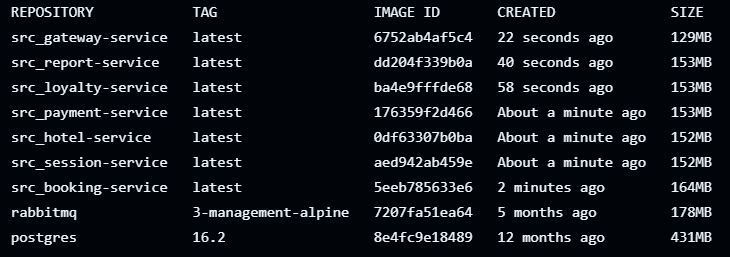 REPOSITORY TAG IMAGE ID CREATED SIZE
src_gateway-service latest 6752ab4af5c4 22 seconds ago 129MB
src_report-service latest dd204f339b0a 40 seconds ago 153MB
src_loyalty-service latest ba4e9fffde68 58 seconds ago 153MB
src_payment-service latest 176359f2d466 About a minute ago 153MB
src_hotel-service latest 0df63307b0ba About a minute ago 152MB
src_session-service latest aed942ab459e About a minute ago 152MB
src_booking-service latest 5eeb785633e6 2 minutes ago 164MB
rabbitmq 3-management-alpine 7207fa51ea64 5 months ago 178MB
postgres 16.2 8e4fc9e18489 12 months ago 431MB